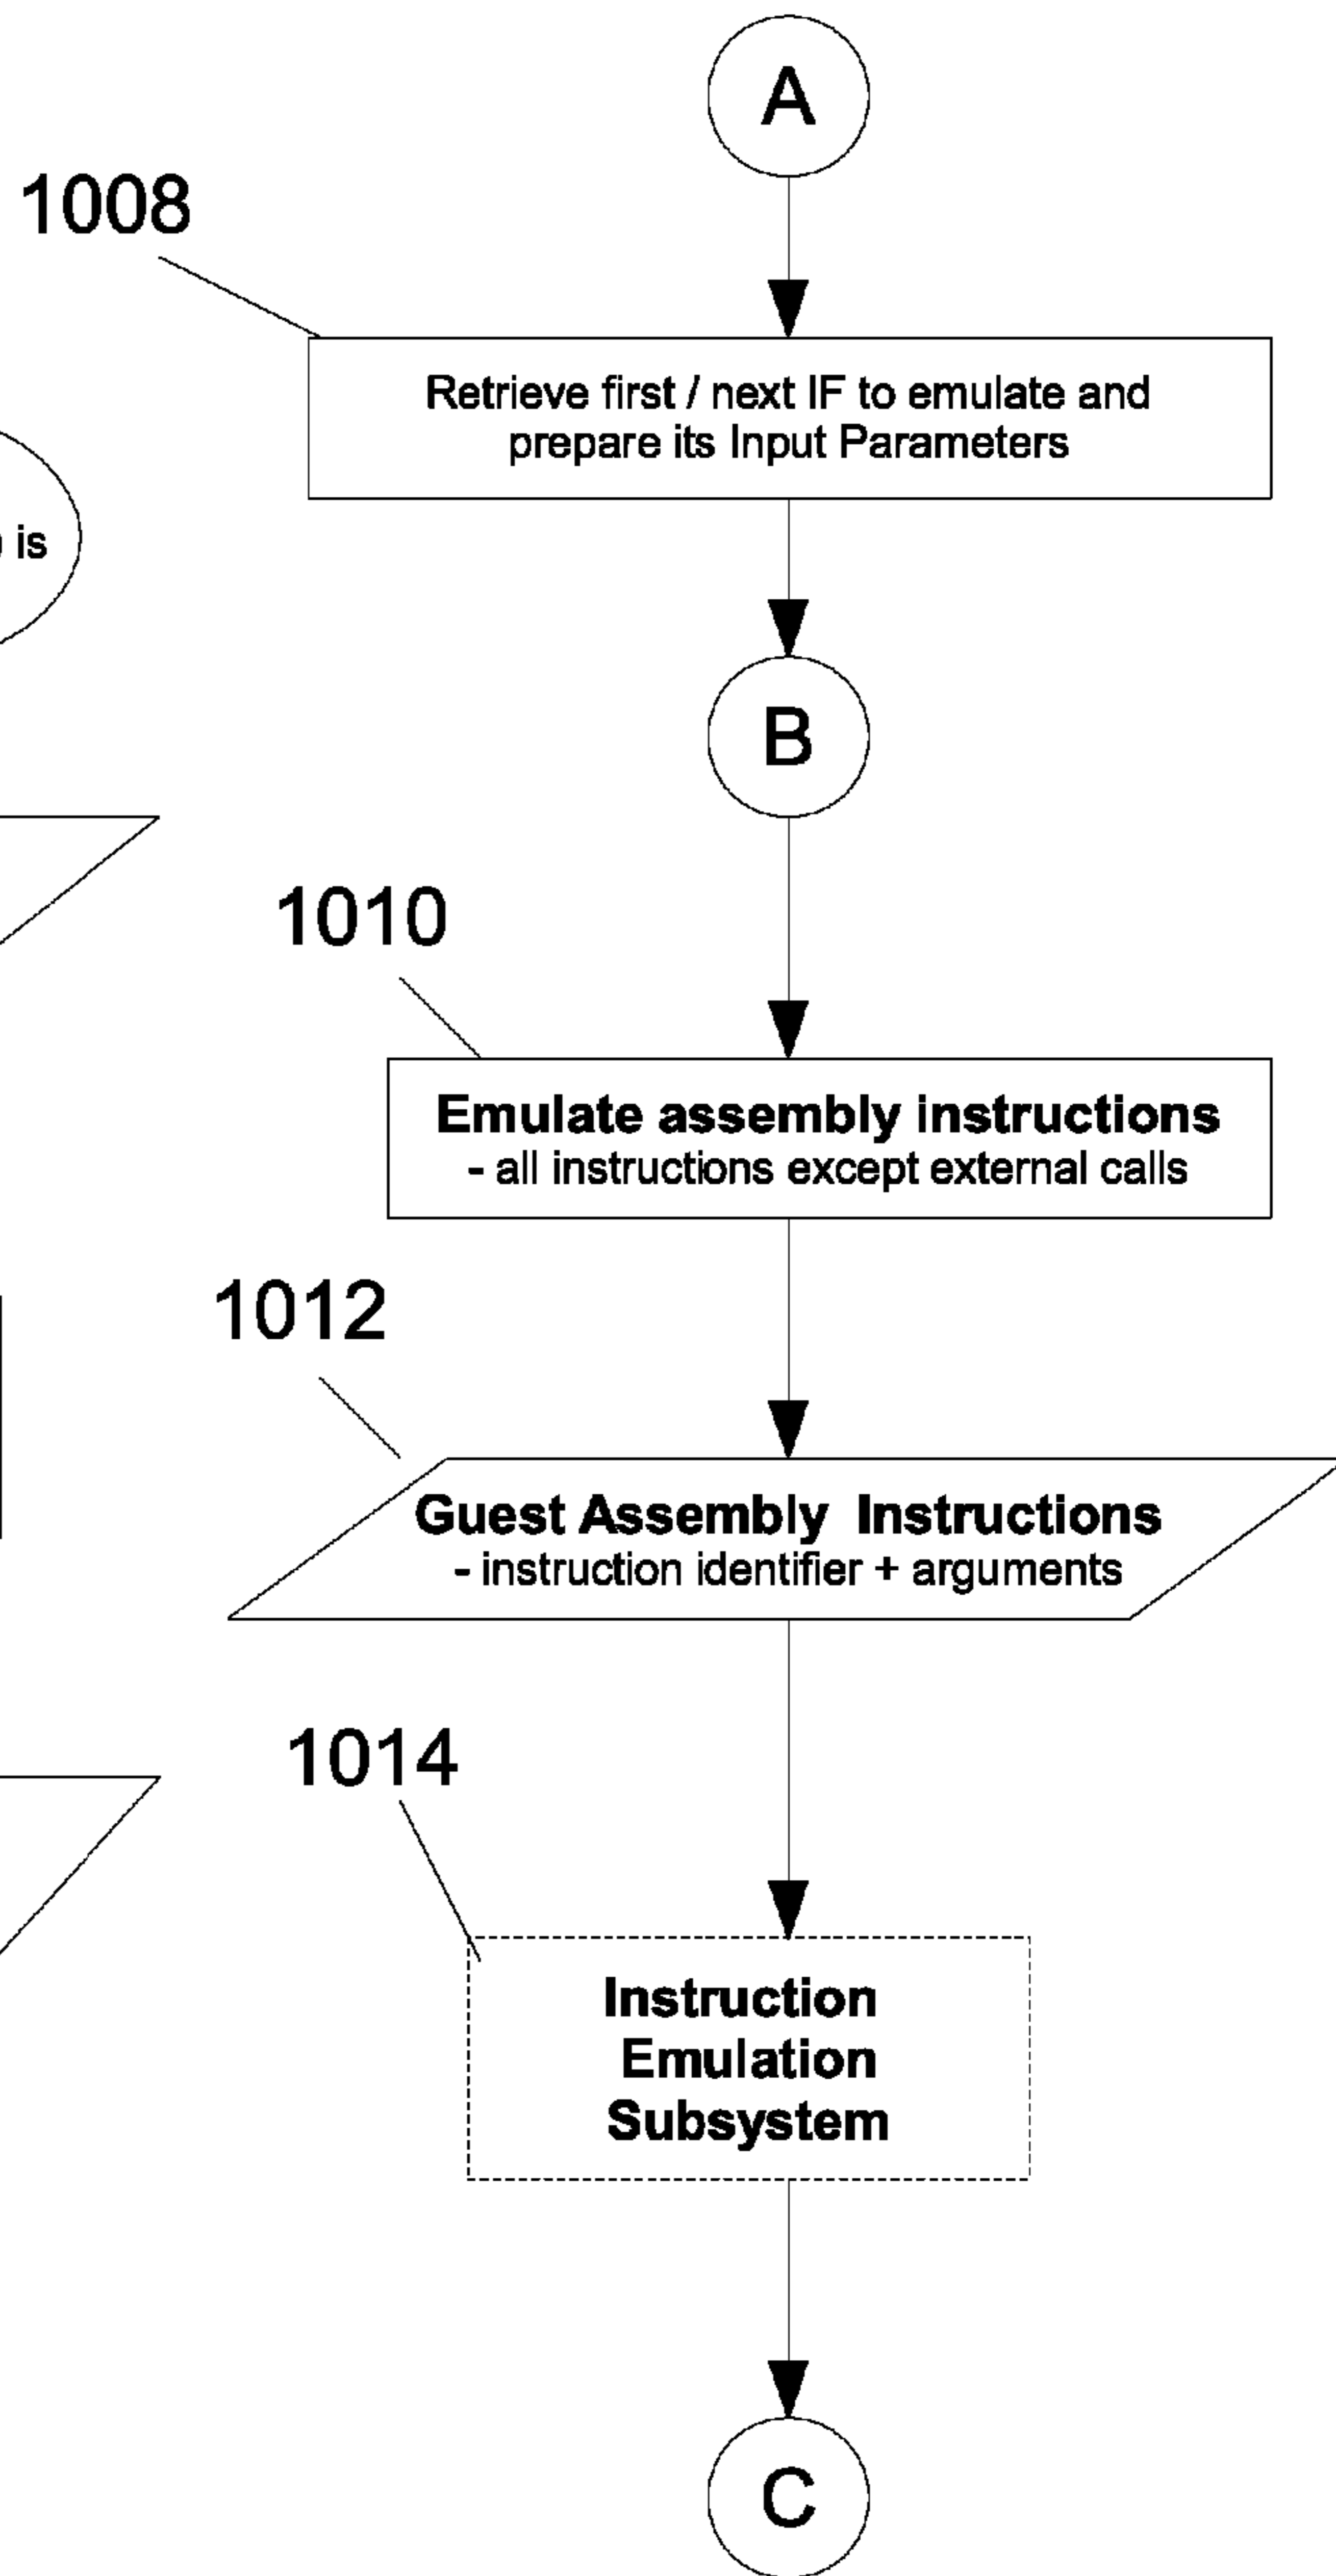 A
1008
Retrieve first / next IF to emulate and
prepare its Input Parameters
is
B
1010
Emulate assembly instructions
- all instructions except external calls
1012
Guest Assembly Instructions
- instruction identifier + arguments
1014
Instruction
Emulation
Subsystem
C